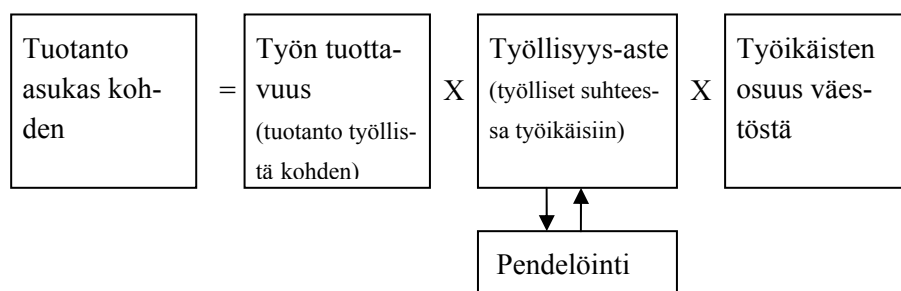 Tuotanto
asukas koh-
den
=
Työn tuotta-
vuus
(tuotanto työllis-
tä kohden)
X
Työllisyys-aste
(työlliset suhtees-
sa työikäisiin)
X
Työikäisten
osuus väes-
töstä
Pendelöinti